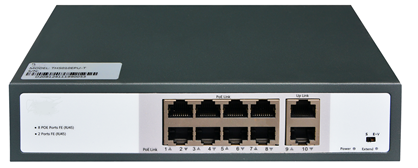 PoE Link
Up Link
● 8 POE Ports FE (RJ45)
● 2 Ports FE (RJ45)
PoE Link 1 2 3 4 5 6 7 8 9 10
Power Extend